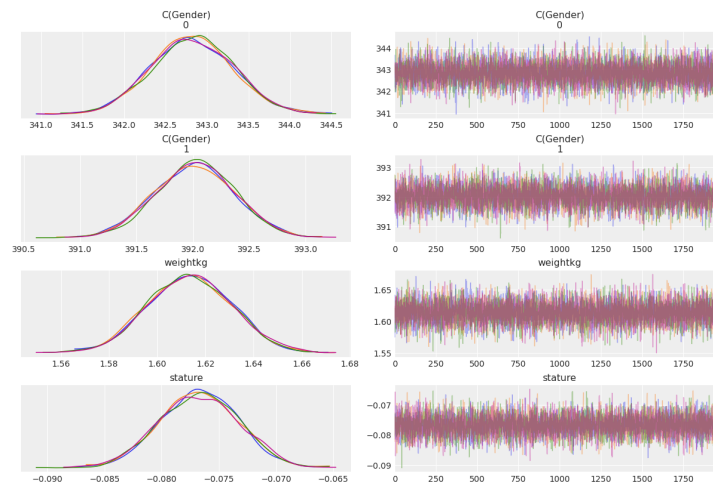 C(Gender)
0
341.0 341.5 342.0 342.5 343.0 343.5 344.0 344.5
C(Gender)
0
344
343
342
341
0 250 500 750 1000 1250 1500 1750
C(Gender)
1
390.5 391.0 391.5 392.0 392.5 393.0
C(Gender)
1
393
392
391
0 250 500 750 1000 1250 1500 1750
weightkg
1.56 1.58 1.60 1.62 1.64 1.66 1.68
weightkg
1.65
1.60
1.55
0 250 500 750 1000 1250 1500 1750
stature
−0.090 −0.085 −0.080 −0.075 −0.070 −0.065
stature
−0.07
−0.08
−0.09
0 250 500 750 1000 1250 1500 1750